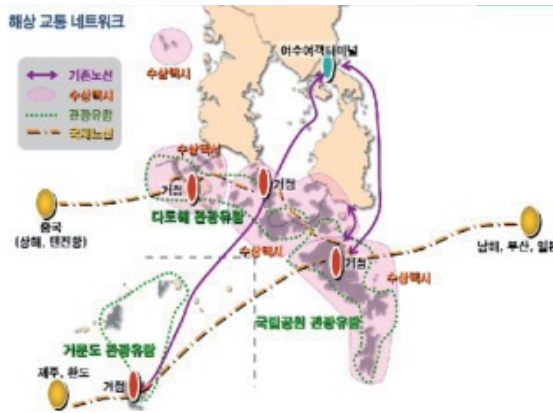 해상 교통 네트워크
기존노선
수상택시
관광유람
국제노선
수상택시
여수여객터미널
수상택시
거점
거점
다도해 관광유람
중국
(상해, 텐진항)
수상택시
거점
수상택시
남해, 부산, 일본
국립공원 관광유람
거문도 관광유람
제주, 완도
거점